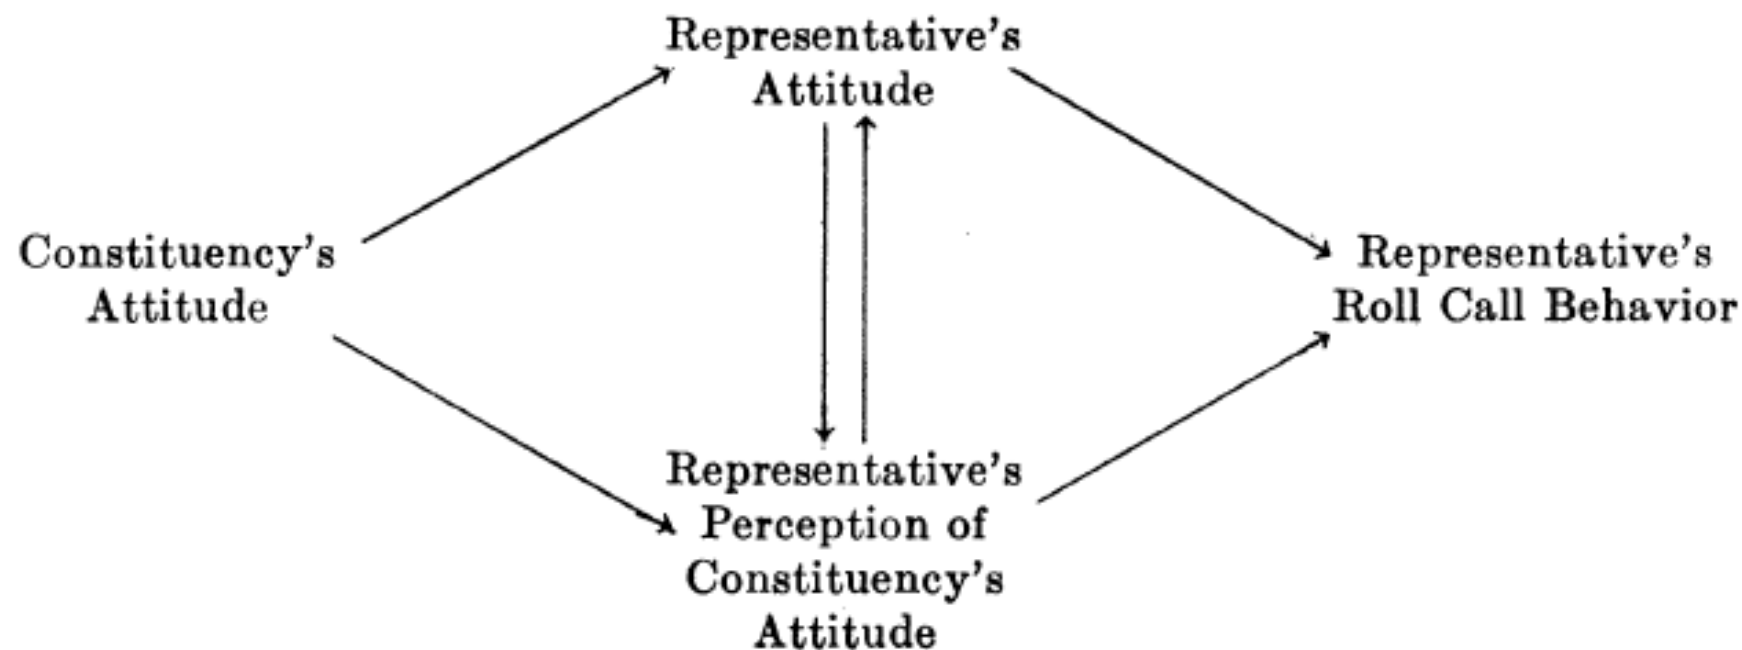 Representative's
Attitude
Constituency's
Attitude
Representative's
Roll Call Behavior
Representative's
Perception of
Constituency's
Attitude